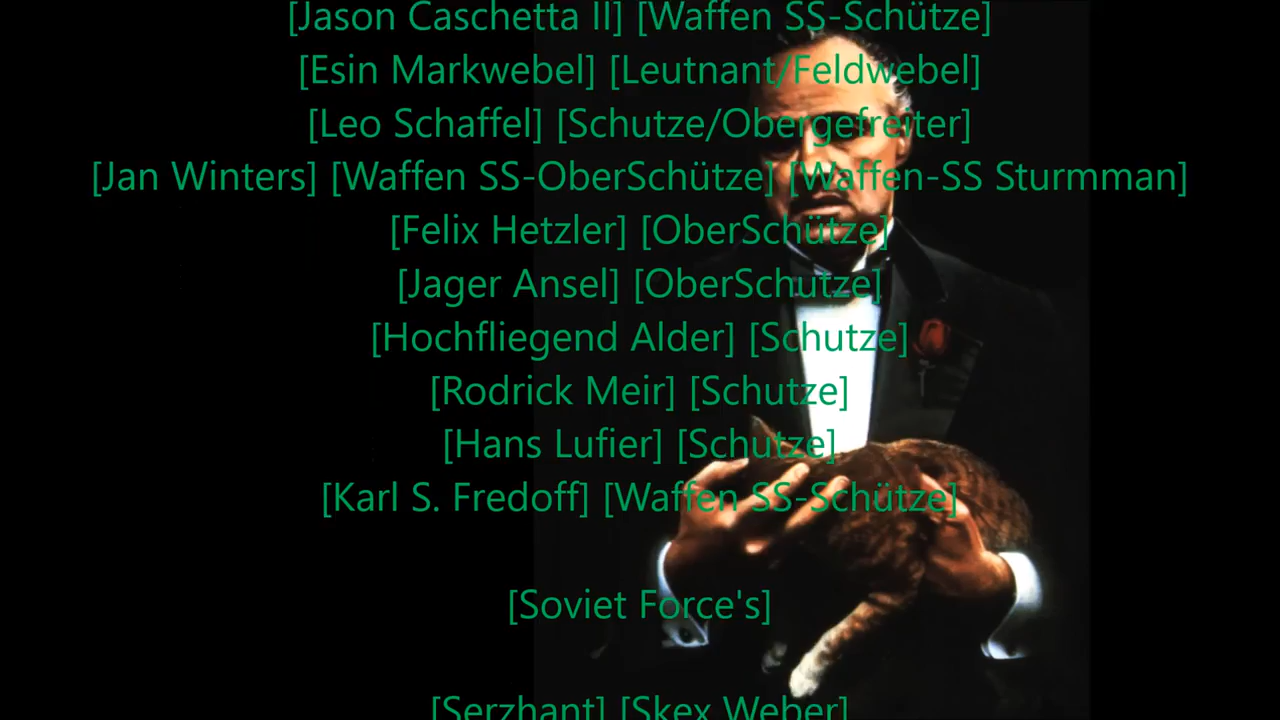 [Jason Caschetta II] [Waffen SS-Schütze]
[Esin Markwebel] [Leutnant/Feldwebel]
[Leo Schaffel] [Schutze/Obergefreiter]
[Jan Winters] [Waffen SS-OberSchütze] [Waffen-SS Sturmman]
[Felix Hetzler] [OberSchütze]
[Jager Ansel] [OberSchutze]
[Hochfliegend Alder] [Schutze]
[Rodrick Meir] [Schutze]
[Hans Lufier] [Schutze]
[Karl S. Fredoff] [Waffen SS-Schütze]
[Soviet Force's]
[Serzhant] [Skex Weber]